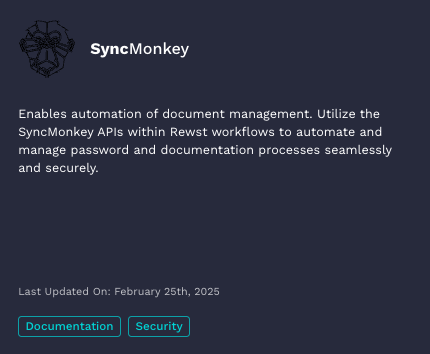 SyncMonkey
Enables automation of document management. Utilize the
SyncMonkey APIs within Rewst workflows to automate and
manage password and documentation processes seamlessly
and securely.
Last Updated On: February 25th, 2025
Documentation Security